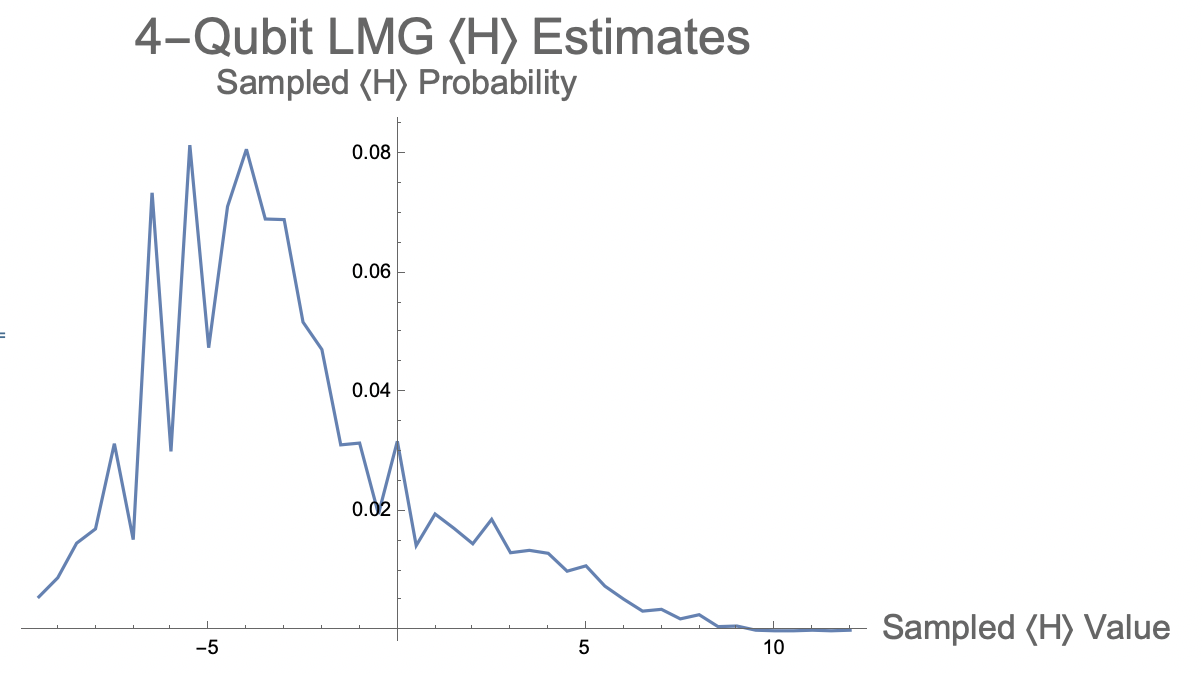 4−Qubit LMG ⟨H⟩ Estimates
Sampled ⟨H⟩ Probability
0.08
0.06
=
0.04
0.02
Sampled ⟨H⟩ Value
−5
5
10